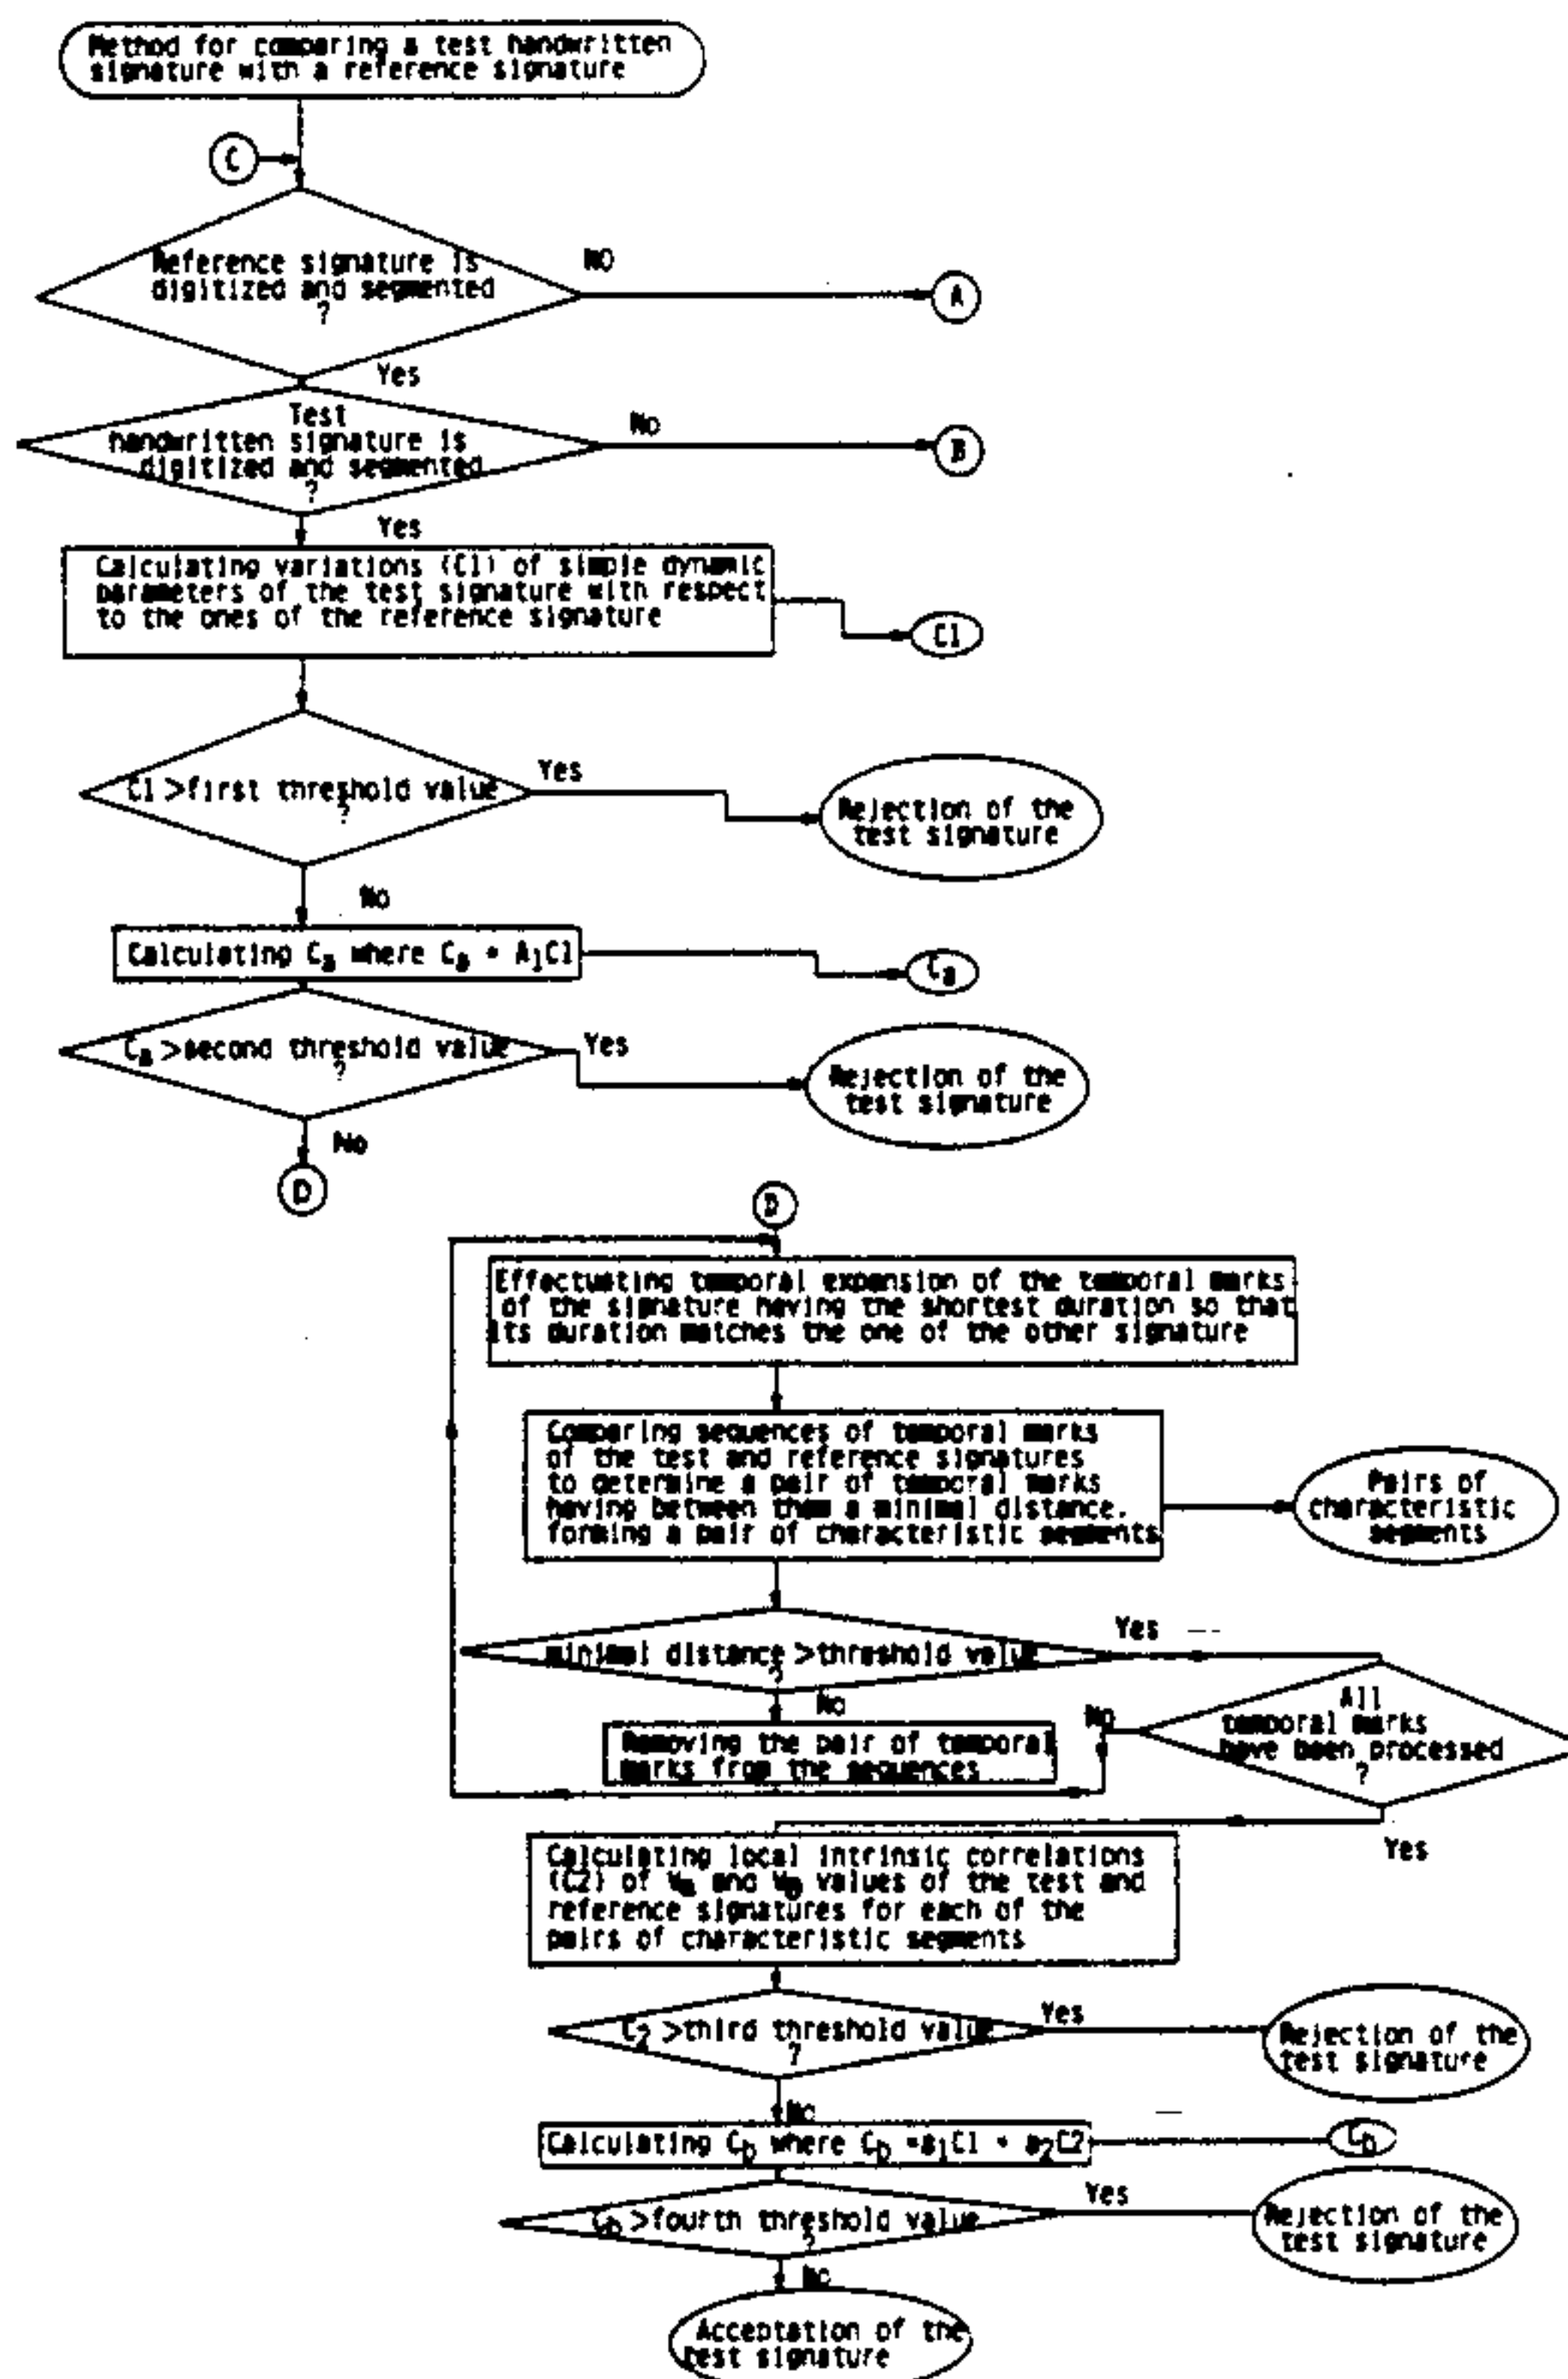 Method for comparing a test handwritten
signature with a reference signature
C
Reference signature is
digitized and segmented
?
NO
A
Yes
Test
handwritten signature is
digitized and segmented
?
No
B
Yes
Calculating variations (C1) of simple dynamic
parameters of the test signature with respect
to the ones of the reference signature
C1
C1 >first threshold value
?
Yes
Rejection of the
test signature
No
Calculating Ca where Ca = A1C1
Ca
Ca >second threshold value
?
Yes
Rejection of the
test signature
No
D
D
Effectuating temporal expansion of the temporal marks
of the signature having the shortest duration so that
its duration matches the one of the other signature
Comparing sequences of temporal marks
of the test and reference signatures
to determine a pair of temporal marks
having between them a minimal distance,
forming a pair of characteristic segments
Pairs of
characteristic
segments
minimal distance >threshold value
?
Yes
No
Removing the pair of temporal
marks from the sequences
All
temporal marks
have been processed
?
No
Yes
Calculating local intrinsic correlations
(C2) of Wa and Wb values of the test and
reference signatures for each of the
pairs of characteristic segments
C2 >third threshold value
?
Yes
Rejection of the
test signature
No
Calculating Cb where Cb =a1C1 + a2C2
Cb
Cb >fourth threshold value
?
Yes
Rejection of the
test signature
No
Acceptation of the
test signature